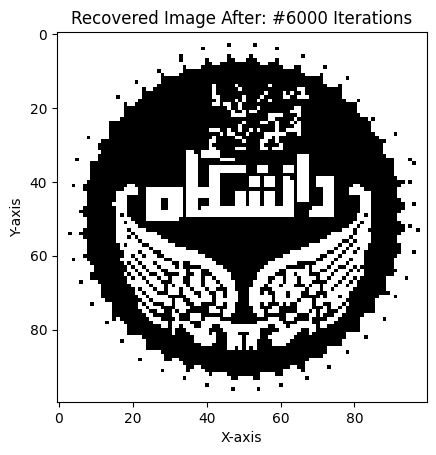 Recovered Image After: #6000 Iterations
0
20
40
60
80
Y-axis
دانشگاه
0 20 40 60 80
X-axis